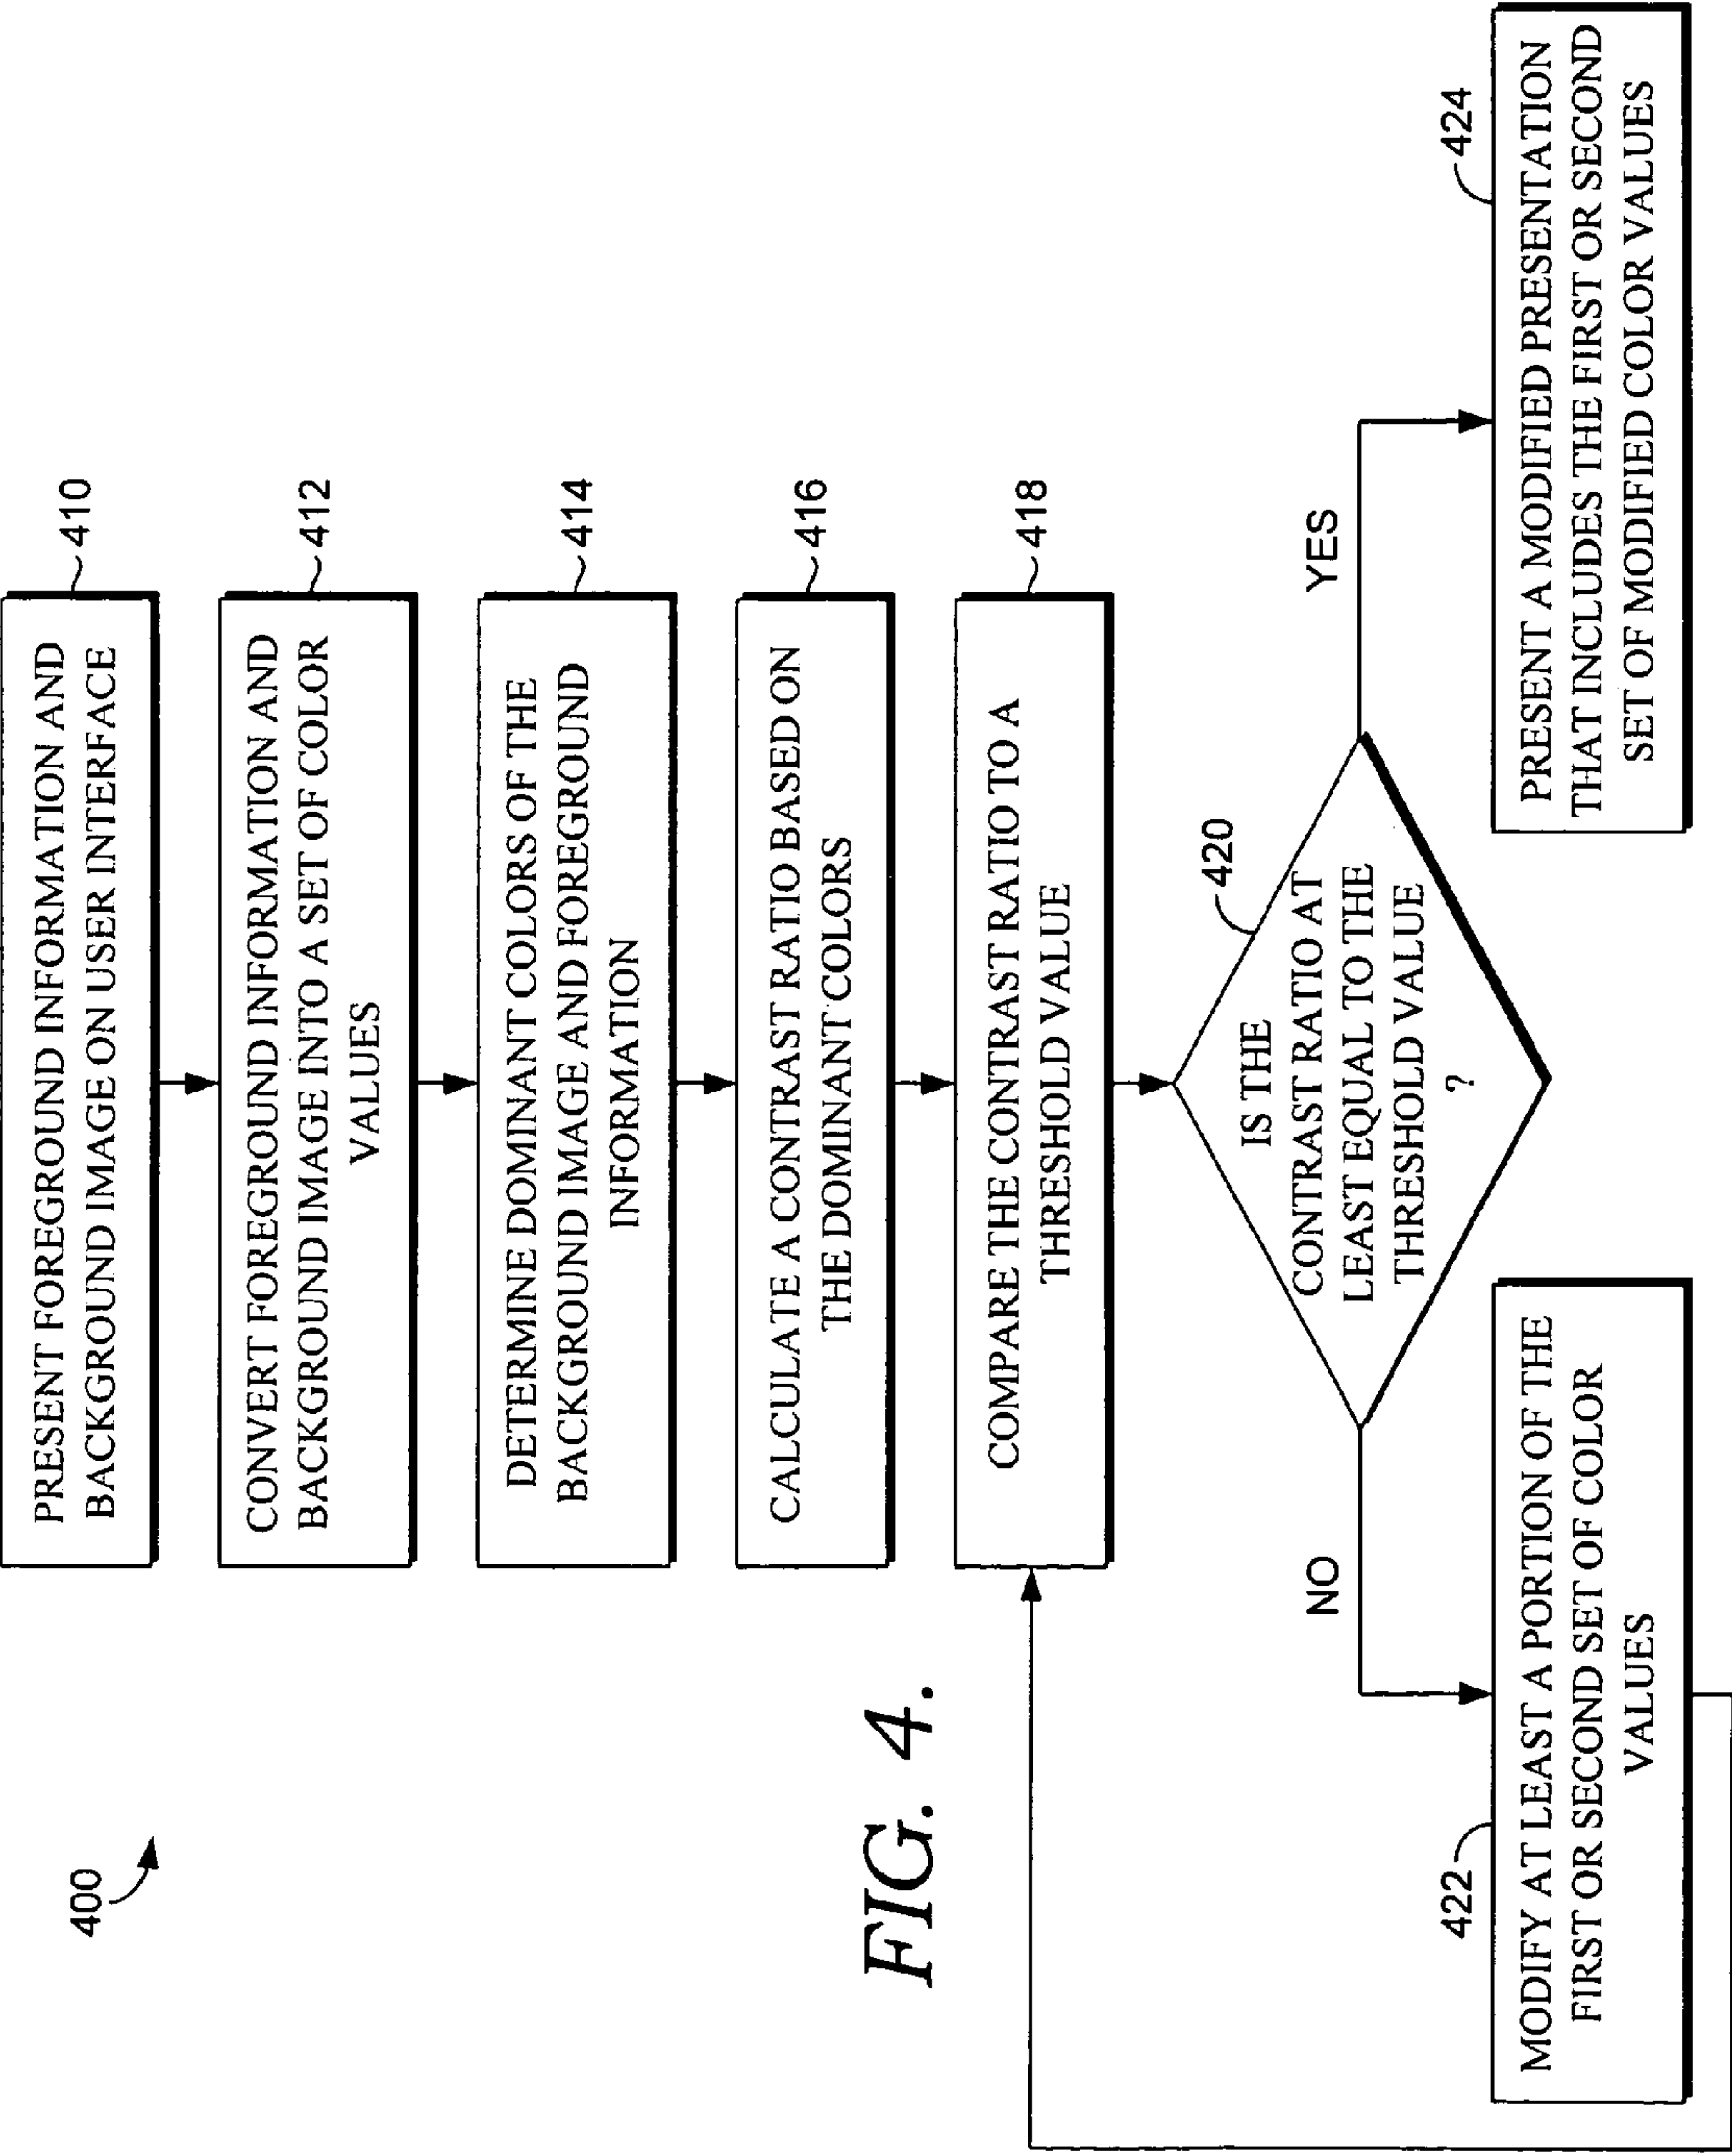 400
PRESENT FOREGROUND INFORMATION AND
BACKGROUND IMAGE ON USER INTERFACE
410
CONVERT FOREGROUND INFORMATION AND
BACKGROUND IMAGE INTO A SET OF COLOR
VALUES
412
DETERMINE DOMINANT COLORS OF THE
BACKGROUND IMAGE AND FOREGROUND
INFORMATION
414
CALCULATE A CONTRAST RATIO BASED ON
THE DOMINANT COLORS
416
FIG. 4.
COMPARE THE CONTRAST RATIO TO A
THRESHOLD VALUE
418
420
IS THE
CONTRAST RATIO AT
LEAST EQUAL TO THE
THRESHOLD VALUE
?
NO
YES
422
MODIFY AT LEAST A PORTION OF THE
FIRST OR SECOND SET OF COLOR
VALUES
424
PRESENT A MODIFIED PRESENTATION
THAT INCLUDES THE FIRST OR SECOND
SET OF MODIFIED COLOR VALUES